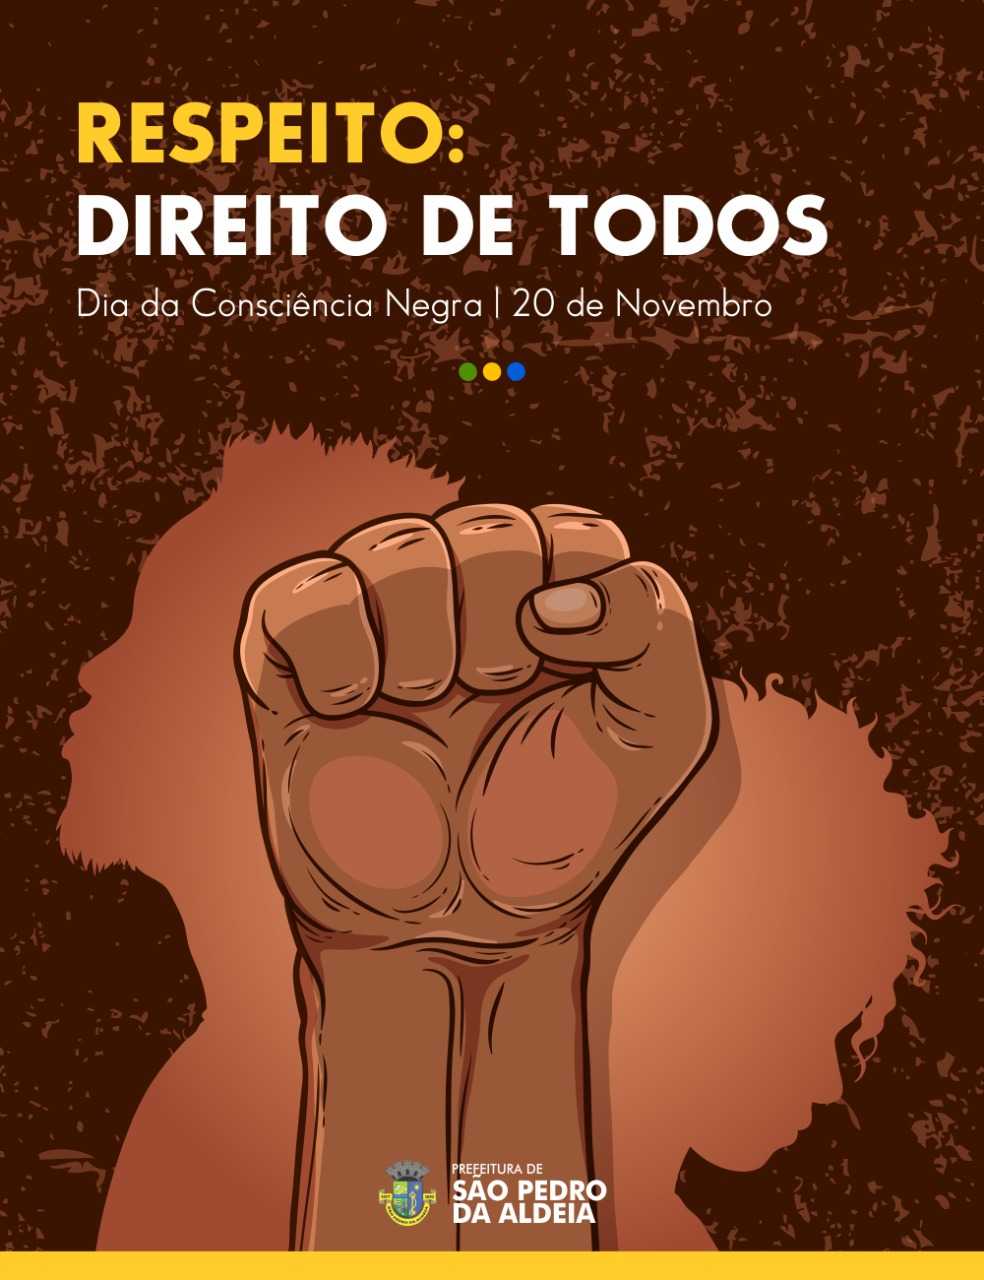 RESPEITO:
DIREITO DE TODOS
Dia da Consciência Negra | 20 de Novembro
PREFEITURA DE
SÃO PEDRO
DA ALDEIA